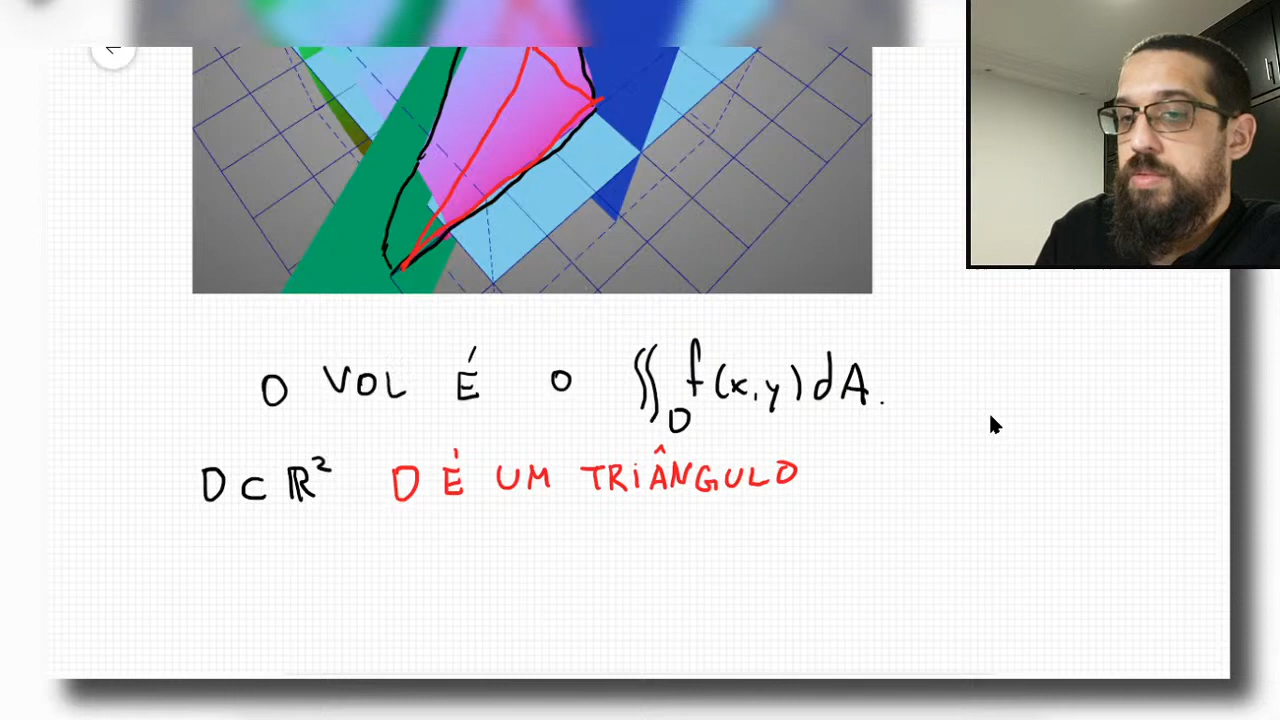 O VOL É O ∬_D f(x,y)dA.
D ⊂ ℝ² D É UM TRIÂNGULO